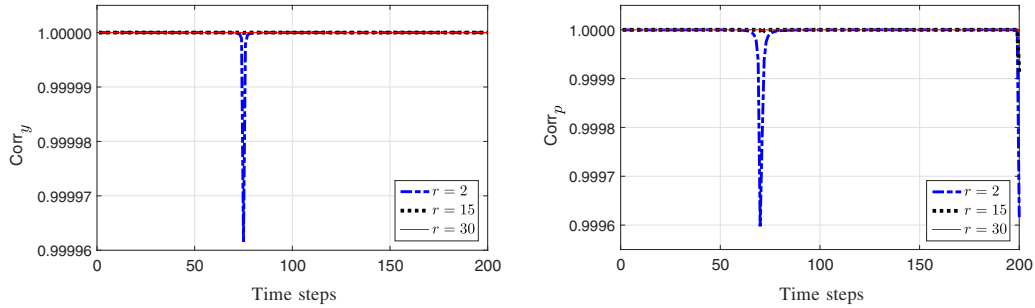 1.00000
0.99999
0.99998
0.99997
0.99996
Corr_y
0 50 100 150 200
Time steps
r = 2
r = 15
r = 30
1.0000
0.9999
0.9998
0.9997
0.9996
Corr_p
0 50 100 150 200
Time steps
r = 2
r = 15
r = 30